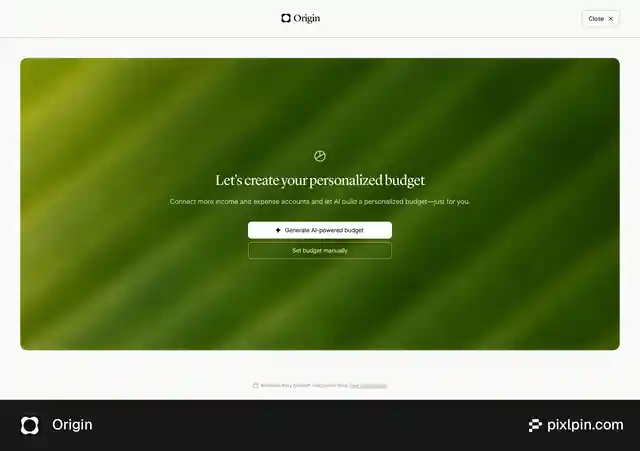 Origin
Close ×
Let's create your personalized budget
Connect more income and expense accounts and let AI build a personalized budget—just for you.
Generate AI-powered budget
Set budget manually
Origin
pixlpin.com